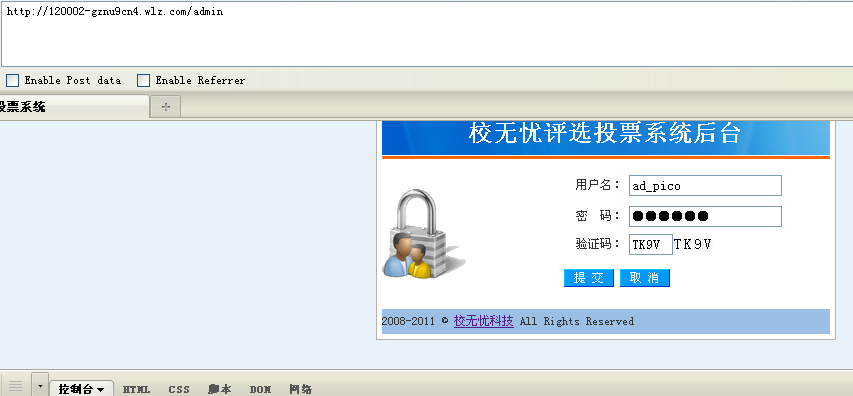 http://120002-gznu9cn4.wlz.com/admin
Enable Post data Enable Referrer
投票系统
校无忧评选投票系统后台
用户名： ad_pico
密 码： ●●●●●●
验证码： TK9V TK9V
提 交 取 消
2008-2011 © 校无忧科技 All Rights Reserved
控制台 HTML CSS 脚本 DOM 网络